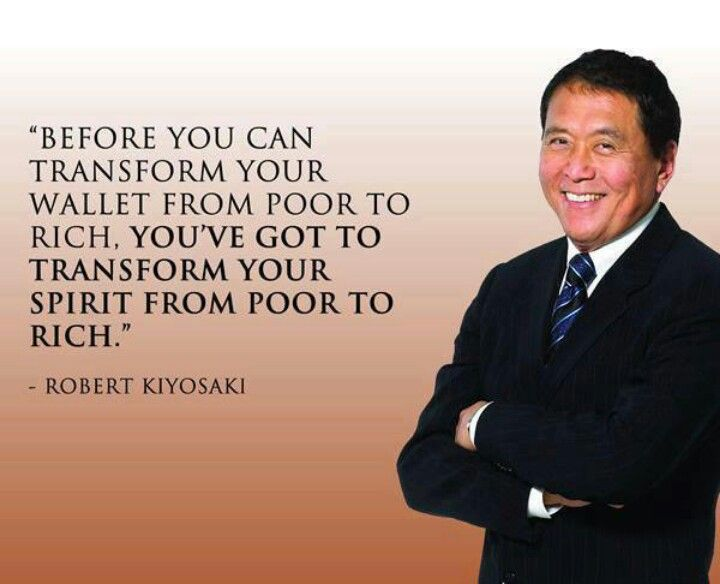 “BEFORE YOU CAN
TRANSFORM YOUR
WALLET FROM POOR TO
RICH, YOU’VE GOT TO
TRANSFORM YOUR
SPIRIT FROM POOR TO
RICH.”
- ROBERT KIYOSAKI